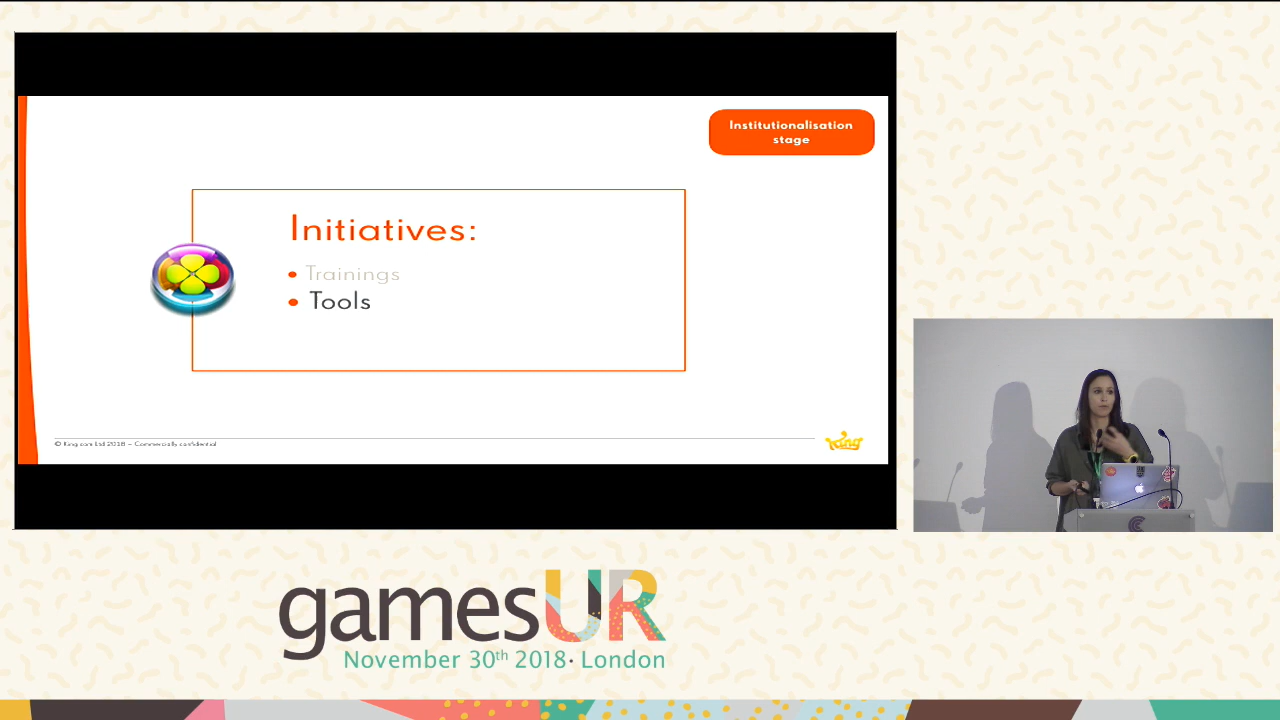 Institutionalisation
stage
Initiatives:
• Trainings
• Tools
© King.com Ltd 2018 – Commercially confidential
King
gamesUR
November 30th 2018 · London